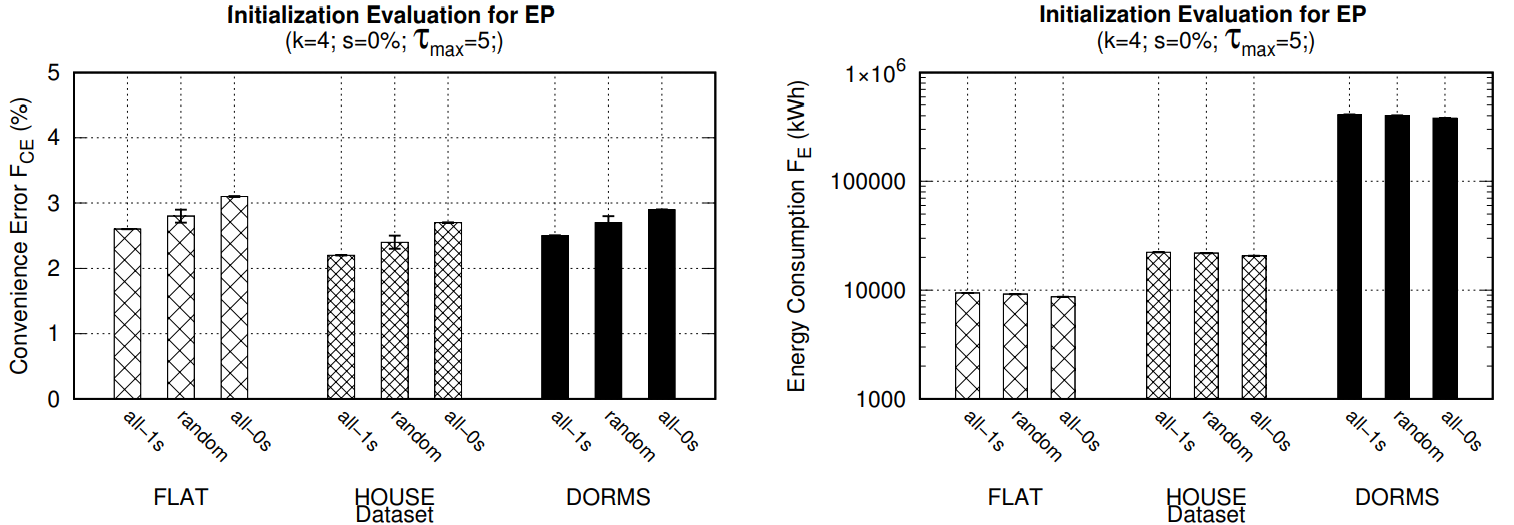 Initialization Evaluation for EP
(k=4; s=0%; τmax=5;)
Convenience Error FCE (%)
5
4
3
2
1
0
all-1s random all-0s all-1s random all-0s all-1s random all-0s
FLAT HOUSE DORMS
Dataset
Initialization Evaluation for EP
(k=4; s=0%; τmax=5;)
Energy Consumption FE (kWh)
1×10^6
100000
10000
1000
all-1s random all-0s all-1s random all-0s all-1s random all-0s
FLAT HOUSE DORMS
Dataset